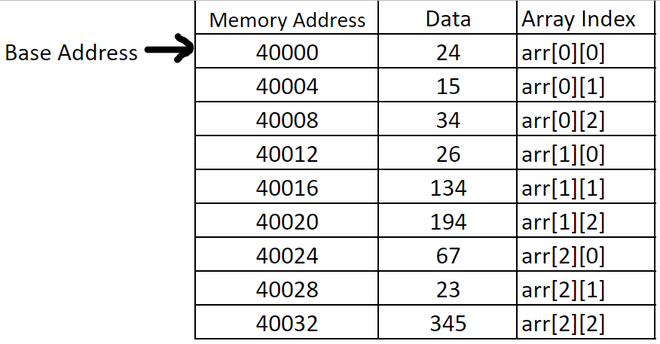 Memory Address Data Array Index
Base Address 40000 24 arr[0][0]
40004 15 arr[0][1]
40008 34 arr[0][2]
40012 26 arr[1][0]
40016 134 arr[1][1]
40020 194 arr[1][2]
40024 67 arr[2][0]
40028 23 arr[2][1]
40032 345 arr[2][2]